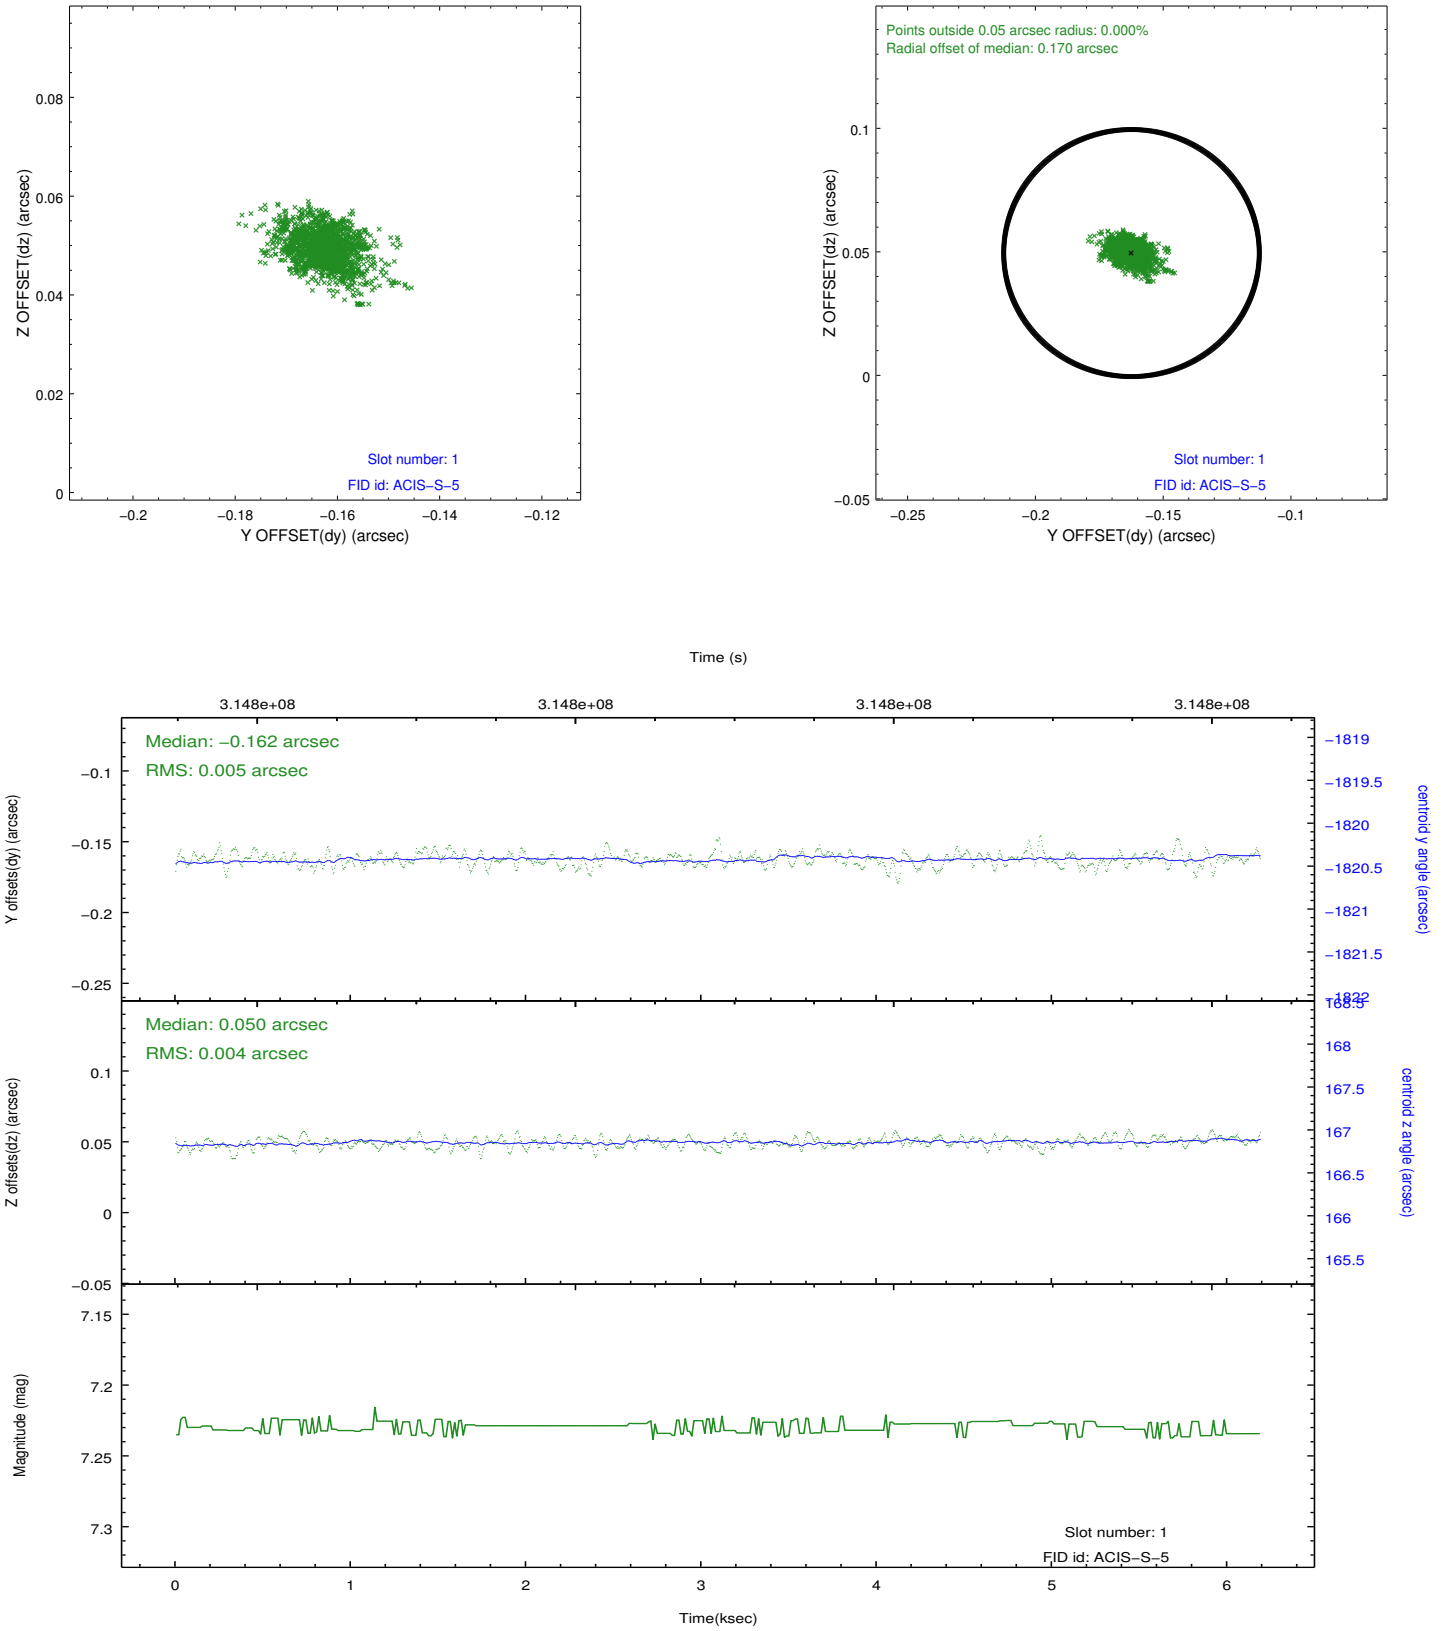 0.08
0.06
0.04
0.02
0
Z OFFSET(dz) (arcsec)
Slot number: 1
FID id: ACIS−S−5
−0.2
−0.18
−0.16
−0.14
−0.12
Y OFFSET(dy) (arcsec)
Points outside 0.05 arcsec radius: 0.000%
Radial offset of median: 0.170 arcsec
0.1
0.05
0
−0.05
Z OFFSET(dz) (arcsec)
Slot number: 1
FID id: ACIS−S−5
−0.25
−0.2
−0.15
−0.1
Y OFFSET(dy) (arcsec)
Time (s)
3.148e+08
3.148e+08
3.148e+08
3.148e+08
Median: −0.162 arcsec
RMS: 0.005 arcsec
−0.1
−0.15
−0.2
−0.25
Y offsets(dy) (arcsec)
−1819
−1819.5
−1820
−1820.5
−1821
−1821.5
−1822
centroid y angle (arcsec)
Median: 0.050 arcsec
RMS: 0.004 arcsec
0.1
0.05
0
−0.05
Z offsets(dz) (arcsec)
168.5
168
167.5
167
166.5
166
165.5
centroid z angle (arcsec)
7.15
7.2
7.25
7.3
Magnitude (mag)
Slot number: 1
FID id: ACIS−S−5
0
1
2
3
4
5
6
Time(ksec)